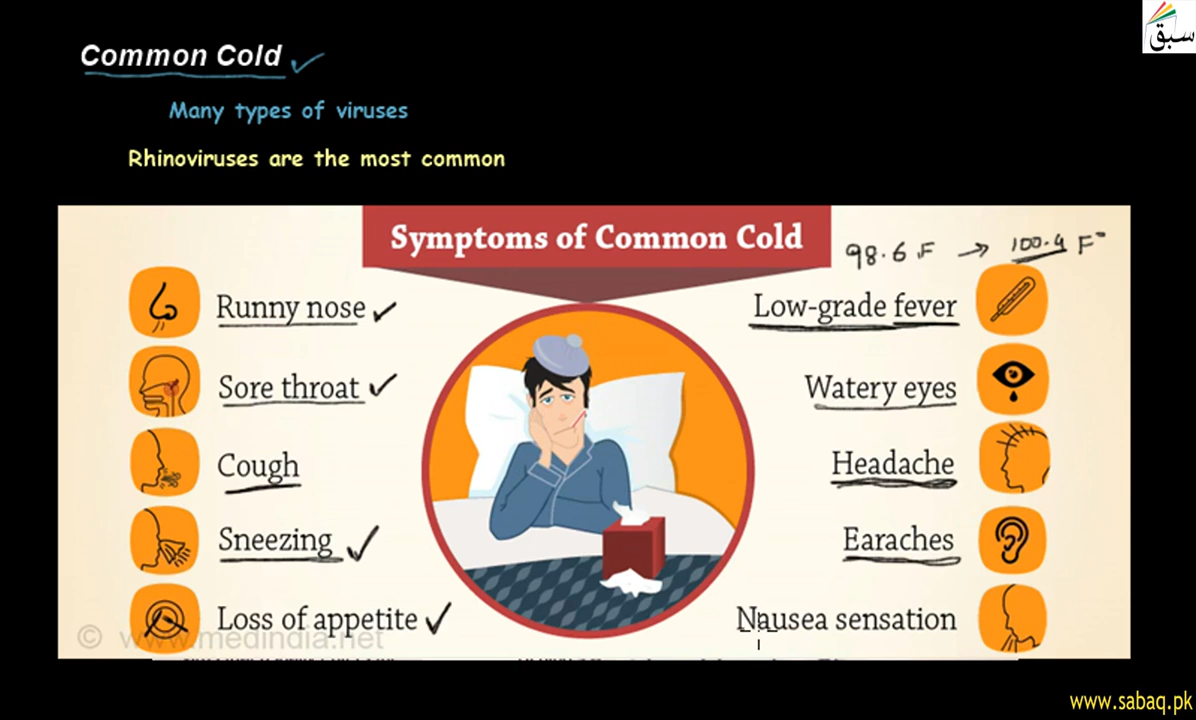 سبق
Common Cold
Many types of viruses
Rhinoviruses are the most common
Symptoms of Common Cold
98.6 F → 100.4 F°
Runny nose
Sore throat
Cough
Sneezing
Loss of appetite
Low-grade fever
Watery eyes
Headache
Earaches
Nausea sensation
© www.medindia.net
www.sabaq.pk